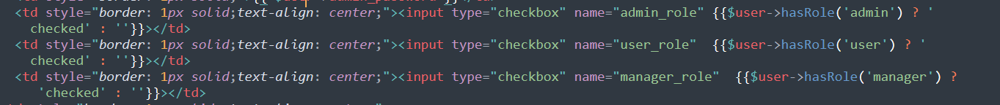 <td style="border: 1px solid;text-align: center;"><input type="checkbox" name="admin_role" {{$user->hasRole('admin') ? '
checked' : ''}}></td>
<td style="border: 1px solid;text-align: center;"><input type="checkbox" name="user_role"  {{$user->hasRole('user') ? '
checked' : ''}}></td>
<td style="border: 1px solid;text-align: center;"><input type="checkbox" name="manager_role"  {{$user->hasRole('manager') ?
'checked' : ''}}></td>